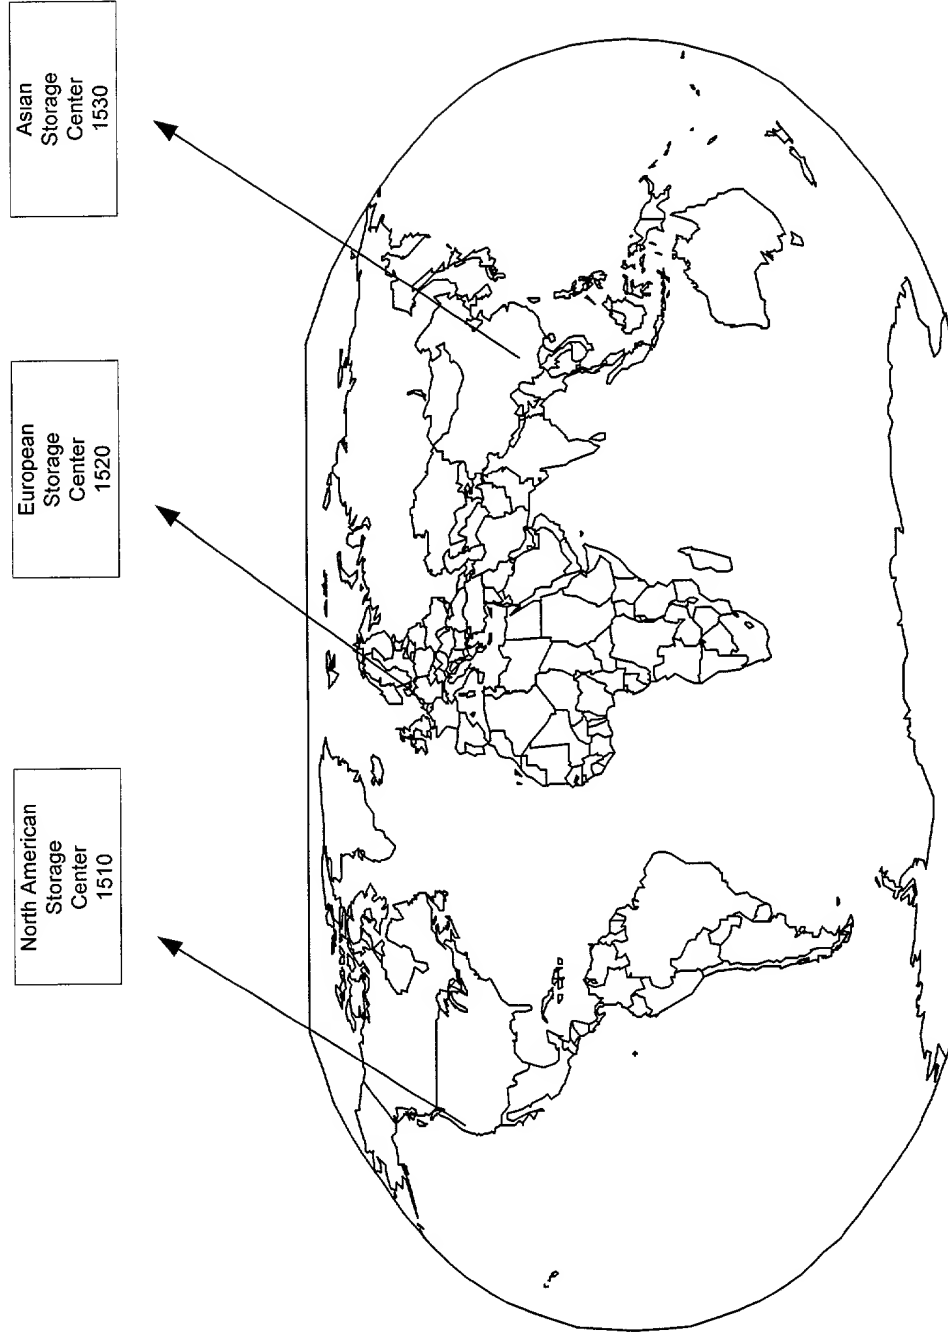 North American
Storage
Center
1510
European
Storage
Center
1520
Asian
Storage
Center
1530